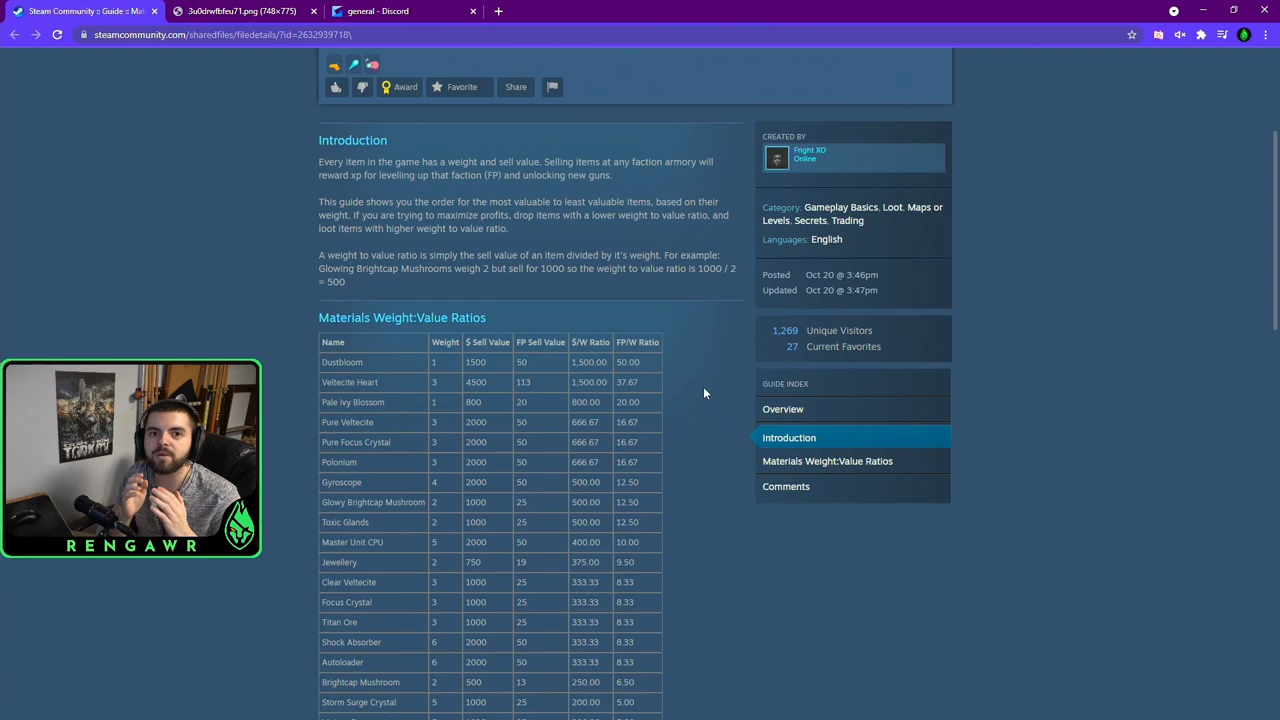 Steam Community :: Guide :: Mat
3u0drwfbfeu71.png (748×775)
general - Discord
steamcommunity.com/sharedfiles/filedetails/?id=2632939718\
Award
Favorite
Share
Introduction
Every item in the game has a weight and sell value. Selling items at any faction armory will
reward xp for levelling up that faction (FP) and unlocking new guns.
This guide shows you the order for the most valuable to least valuable items, based on their
weight. If you are trying to maximize profits, drop items with a lower weight to value ratio, and
loot items with higher weight to value ratio.
A weight to value ratio is simply the sell value of an item divided by it's weight. For example:
Glowing Brightcap Mushrooms weigh 2 but sell for 1000 so the weight to value ratio is 1000 / 2
= 500
Materials Weight:Value Ratios
Name Weight $ Sell Value FP Sell Value $/W Ratio FP/W Ratio
Dustbloom 1 1500 50 1,500.00 50.00
Veltecite Heart 3 4500 113 1,500.00 37.67
Pale Ivy Blossom 1 800 20 800.00 20.00
Pure Veltecite 3 2000 50 666.67 16.67
Pure Focus Crystal 3 2000 50 666.67 16.67
Polonium 3 2000 50 666.67 16.67
Gyroscope 4 2000 50 500.00 12.50
Glowy Brightcap Mushroom 2 1000 25 500.00 12.50
Toxic Glands 2 1000 25 500.00 12.50
Master Unit CPU 5 2000 50 400.00 10.00
Jewellery 2 750 19 375.00 9.50
Clear Veltecite 3 1000 25 333.33 8.33
Focus Crystal 3 1000 25 333.33 8.33
Titan Ore 3 1000 25 333.33 8.33
Shock Absorber 6 2000 50 333.33 8.33
Autoloader 6 2000 50 333.33 8.33
Brightcap Mushroom 2 500 13 250.00 6.50
Storm Surge Crystal 5 1000 25 200.00 5.00
CREATED BY
Fright XO
Online
Category: Gameplay Basics, Loot, Maps or
Levels, Secrets, Trading
Languages: English
Posted Oct 20 @ 3:46pm
Updated Oct 20 @ 3:47pm
1,269 Unique Visitors
27 Current Favorites
GUIDE INDEX
Overview
Introduction
Materials Weight:Value Ratios
Comments
TARKOV
RENGAWR